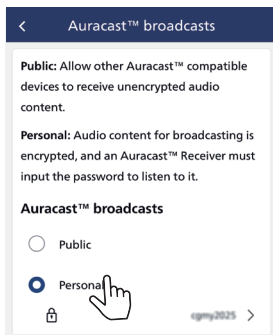 Auracast™ broadcasts
Public: Allow other Auracast™ compatible
devices to receive unencrypted audio
content.
Personal: Audio content for broadcasting is
encrypted, and an Auracast™ Receiver must
input the password to listen to it.
Auracast™ broadcasts
Public
Personal